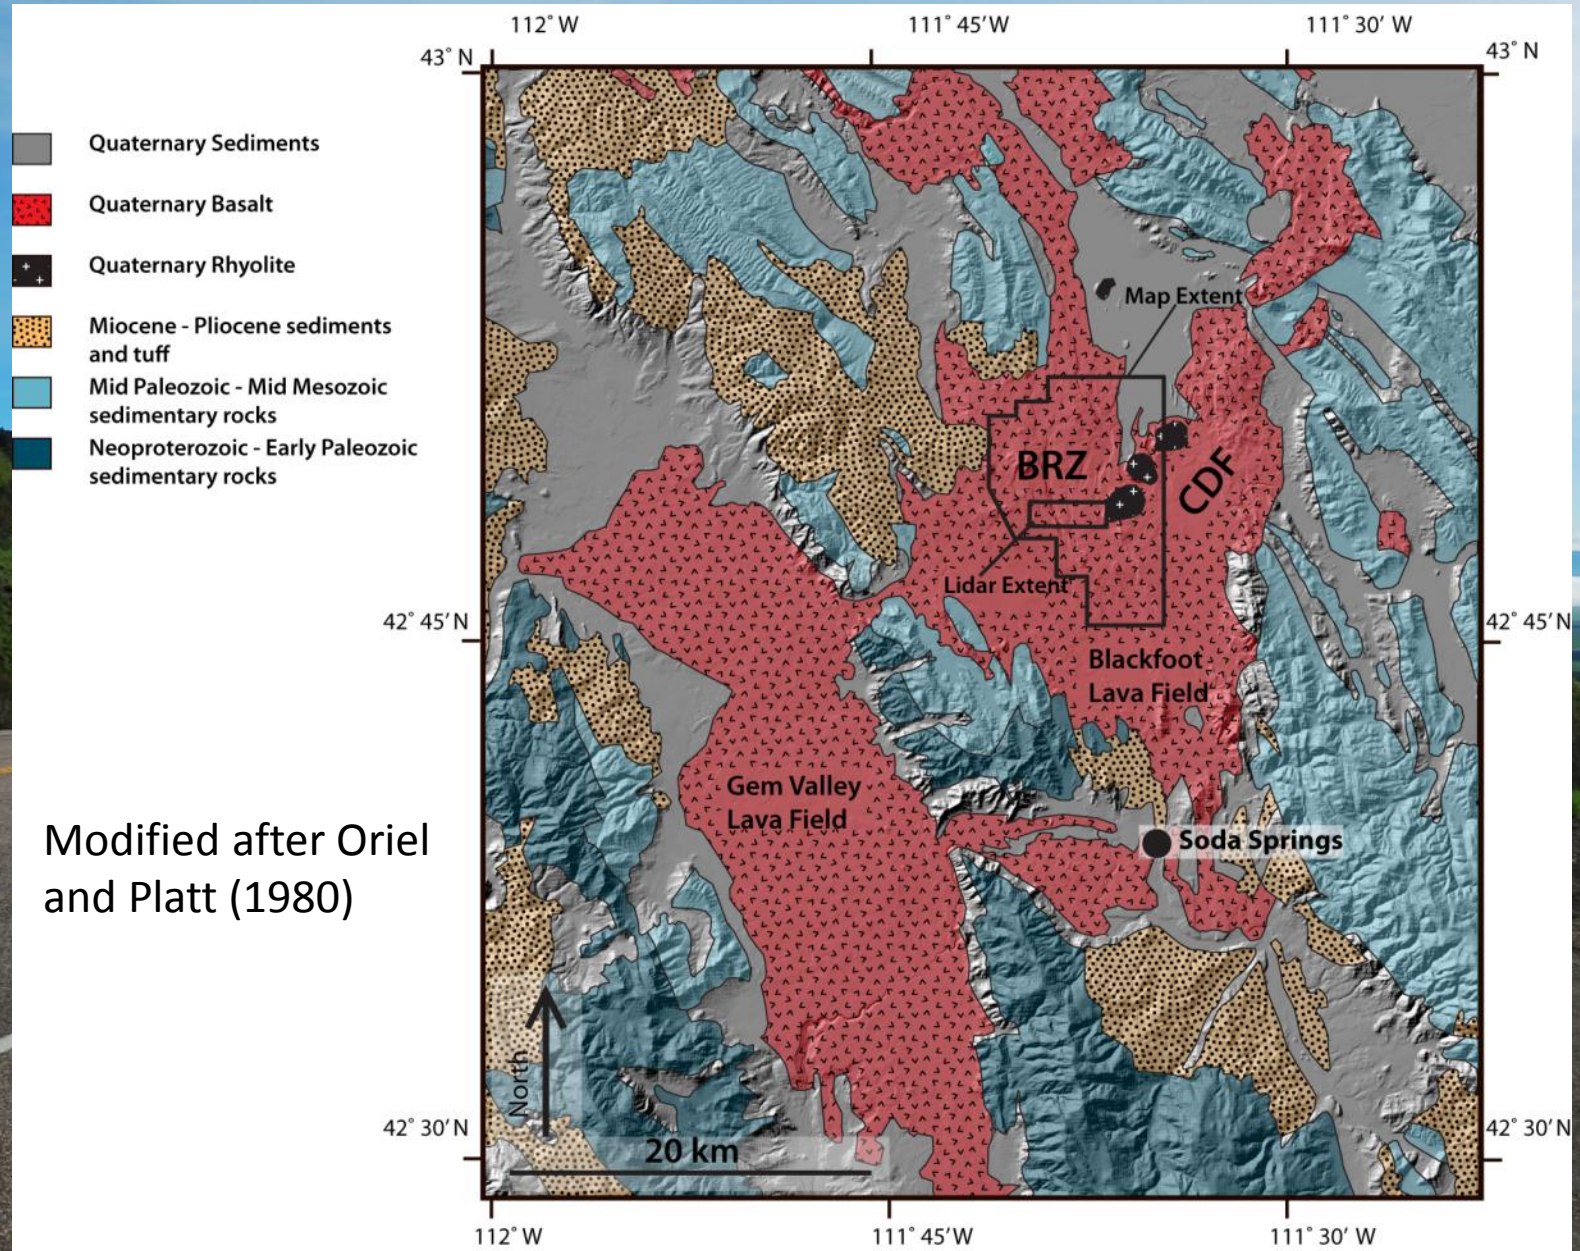 112° W
111° 45' W
111° 30' W
43° N
43° N
Quaternary Sediments
Quaternary Basalt
Quaternary Rhyolite
Miocene - Pliocene sediments
and tuff
Mid Paleozoic - Mid Mesozoic
sedimentary rocks
Neoproterozoic - Early Paleozoic
sedimentary rocks
Map Extent
BRZ
CDF
Lidar Extent
42° 45' N
42° 45' N
Blackfoot
Lava Field
Gem Valley
Lava Field
Soda Springs
Modified after Oriel
and Platt (1980)
North
20 km
42° 30' N
42° 30' N
112° W
111° 45' W
111° 30' W